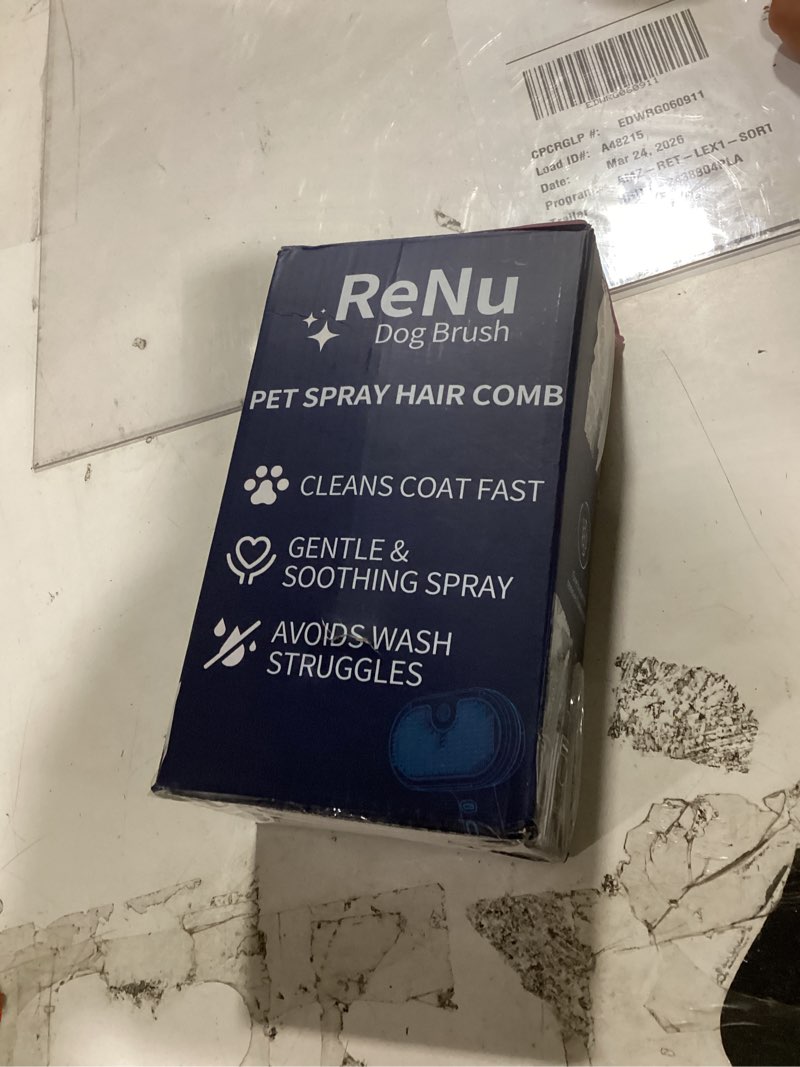 EDWRG060911
CPCRGLP #: EDWRG060911
Load ID#: A48215
Date: Mar 24, 2026
RET-LEX1-SORT
ReNu
Dog Brush
PET SPRAY HAIR COMB
CLEANS COAT FAST
GENTLE &
SOOTHING SPRAY
AVOIDS WASH
STRUGGLES